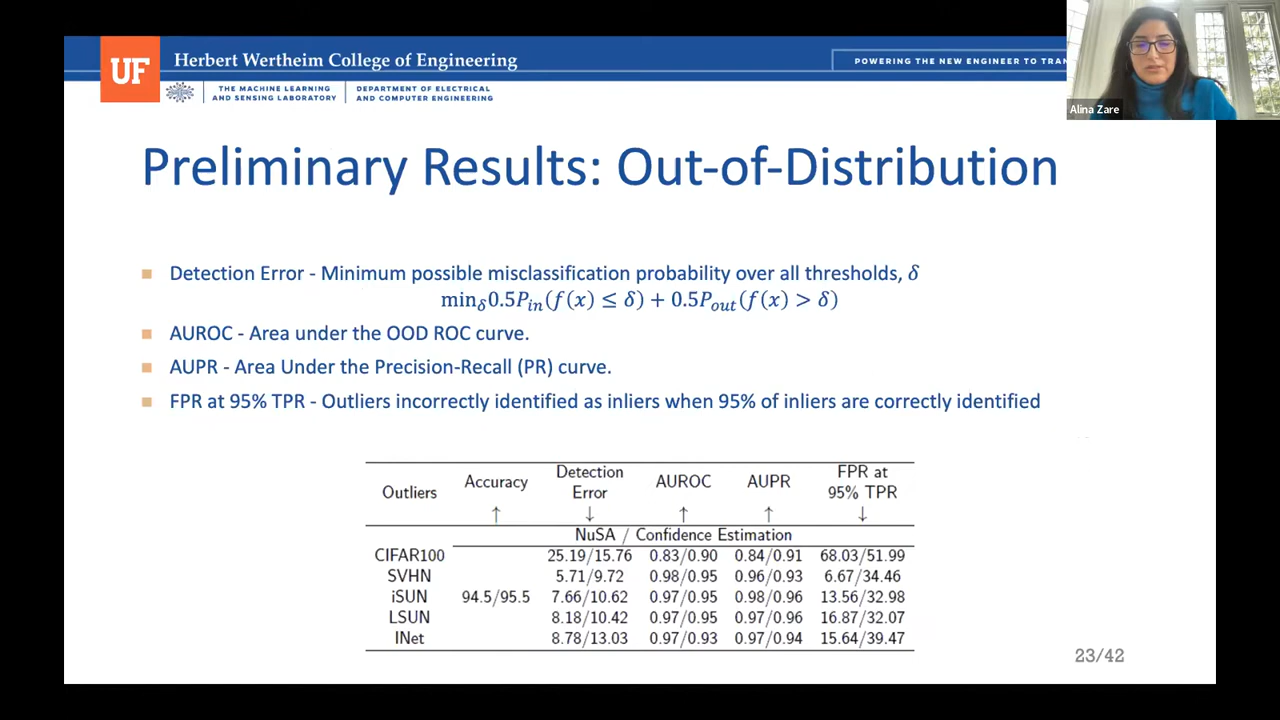 UF
Herbert Wertheim College of Engineering
POWERING THE NEW ENGINEER TO TRAN
THE MACHINE LEARNING
AND SENSING LABORATORY
DEPARTMENT OF ELECTRICAL
AND COMPUTER ENGINEERING
Alina Zare
Preliminary Results: Out-of-Distribution
Detection Error - Minimum possible misclassification probability over all thresholds, δ
min_δ 0.5P_in(f(x) ≤ δ) + 0.5P_out(f(x) > δ)
AUROC - Area under the OOD ROC curve.
AUPR - Area Under the Precision-Recall (PR) curve.
FPR at 95% TPR - Outliers incorrectly identified as inliers when 95% of inliers are correctly identified
Outliers Accuracy ↑ Detection Error ↓ AUROC ↑ AUPR ↑ FPR at 95% TPR ↓
NuSA / Confidence Estimation
CIFAR100 25.19/15.76 0.83/0.90 0.84/0.91 68.03/51.99
SVHN 5.71/9.72 0.98/0.95 0.96/0.93 6.67/34.46
iSUN 94.5/95.5 7.66/10.62 0.97/0.95 0.98/0.96 13.56/32.98
LSUN 8.18/10.42 0.97/0.95 0.97/0.96 16.87/32.07
INet 8.78/13.03 0.97/0.93 0.97/0.94 15.64/39.47
23/42